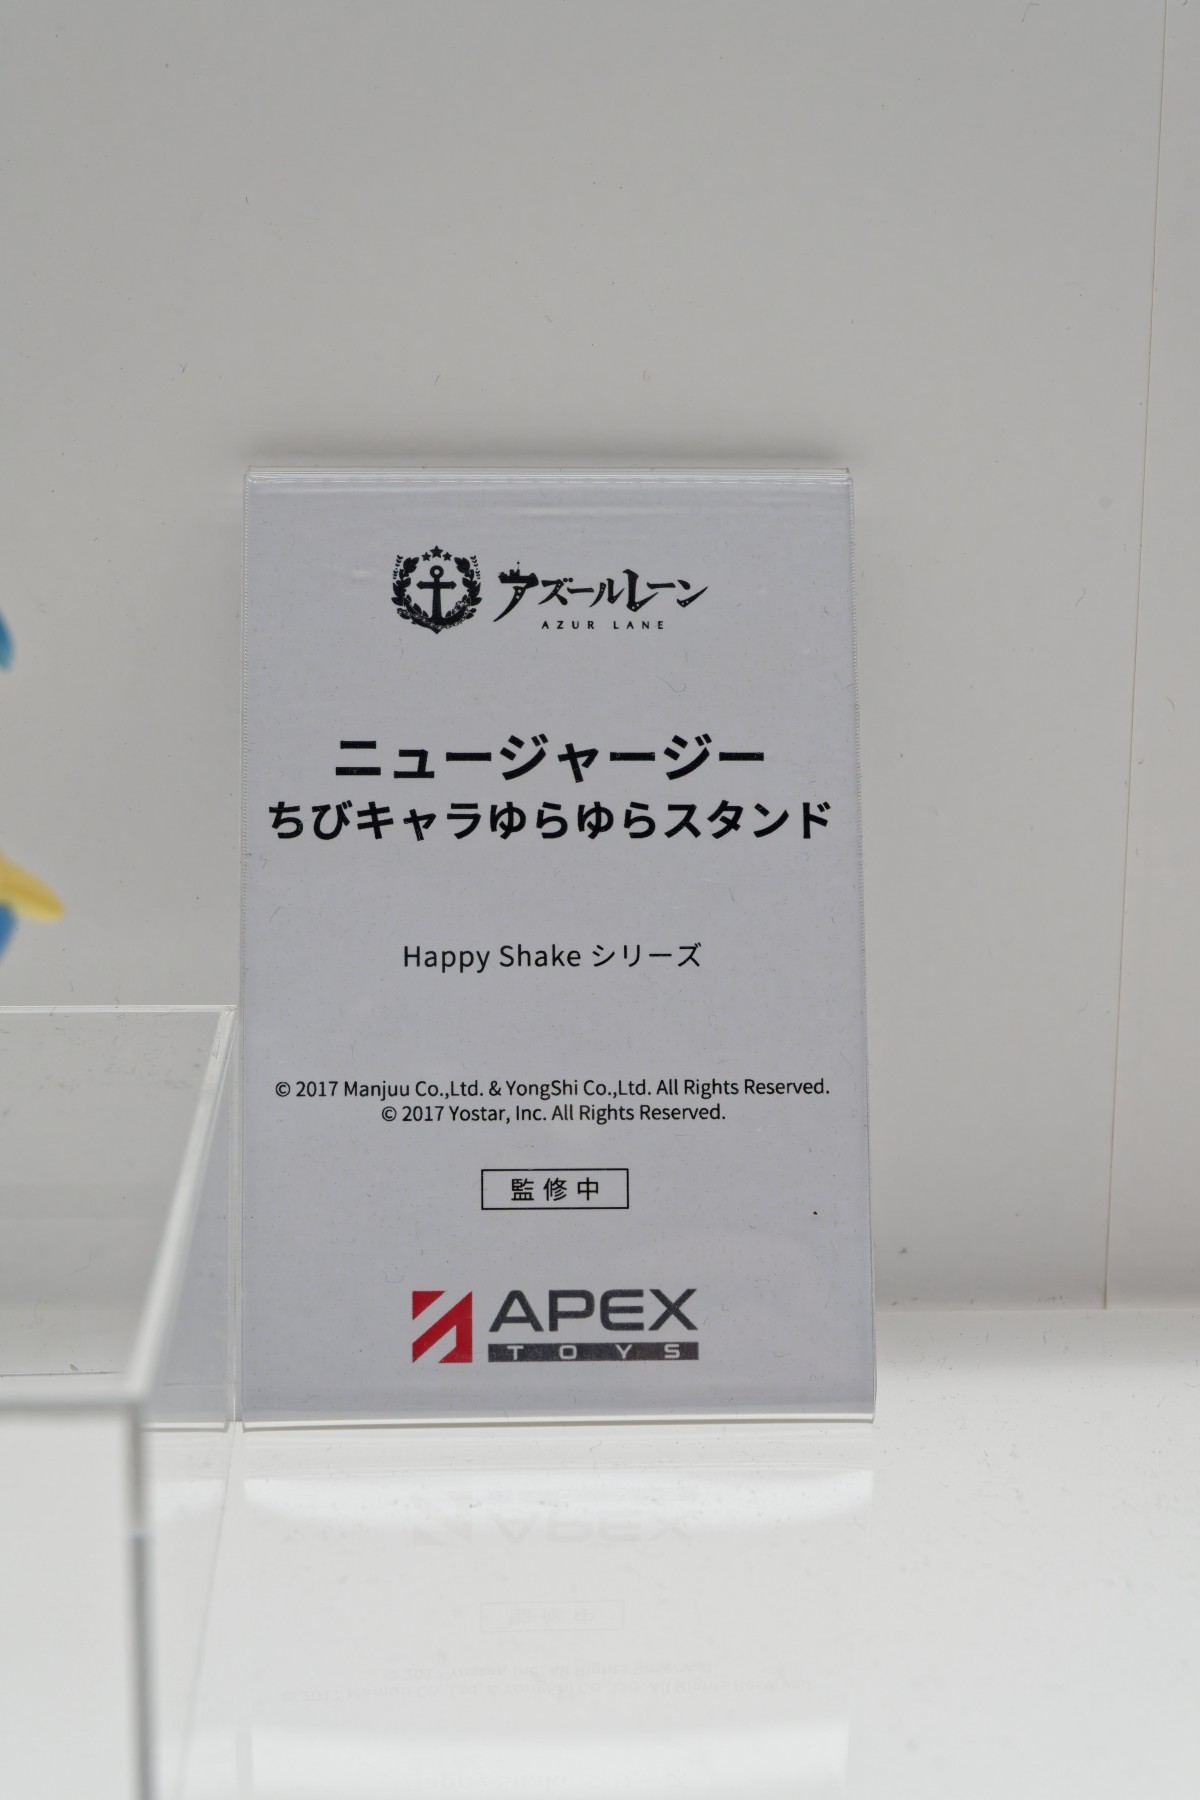 アズールレーン
AZUR LANE
ニュージャージー
ちびキャラゆらゆらスタンド
Happy Shake シリーズ
© 2017 Manjuu Co.,Ltd. & YongShi Co.,Ltd. All Rights Reserved.
© 2017 Yostar, Inc. All Rights Reserved.
監修中
APEX
TOYS